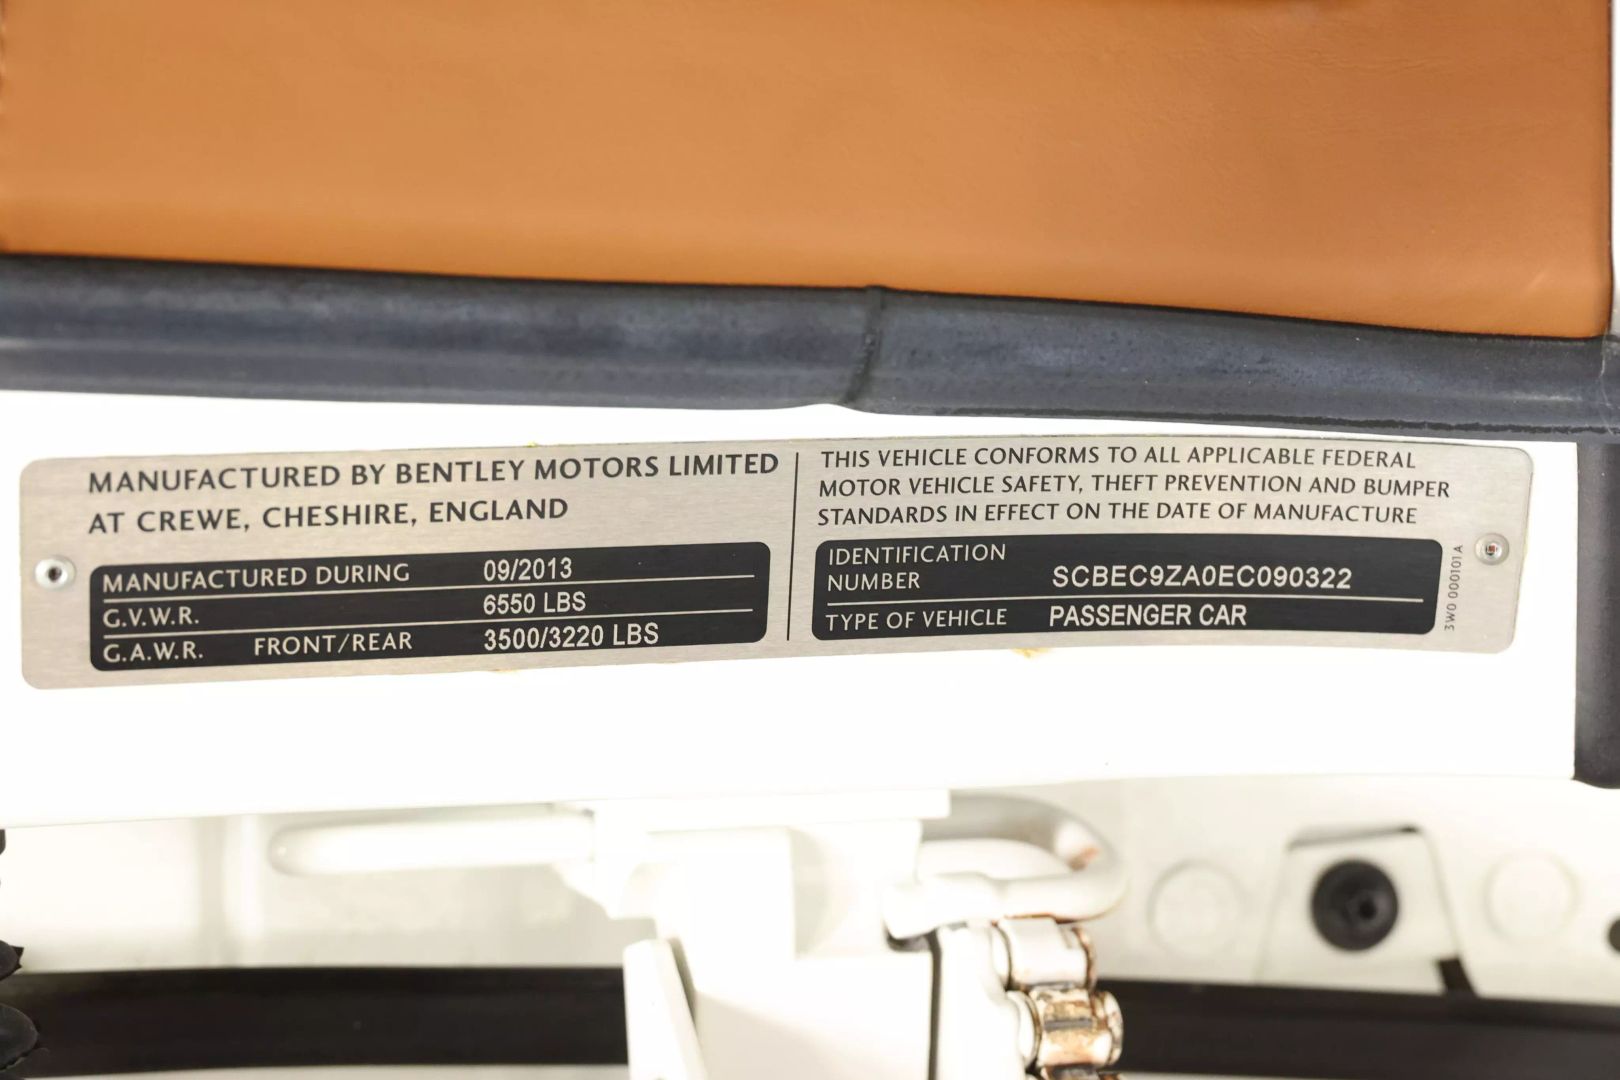 MANUFACTURED BY BENTLEY MOTORS LIMITED
AT CREWE, CHESHIRE, ENGLAND
MANUFACTURED DURING 09/2013
G.V.W.R. 6550 LBS
G.A.W.R. FRONT/REAR 3500/3220 LBS
THIS VEHICLE CONFORMS TO ALL APPLICABLE FEDERAL
MOTOR VEHICLE SAFETY, THEFT PREVENTION AND BUMPER
STANDARDS IN EFFECT ON THE DATE OF MANUFACTURE
IDENTIFICATION
NUMBER SCBEC9ZA0EC090322
TYPE OF VEHICLE PASSENGER CAR
3W0 000101A